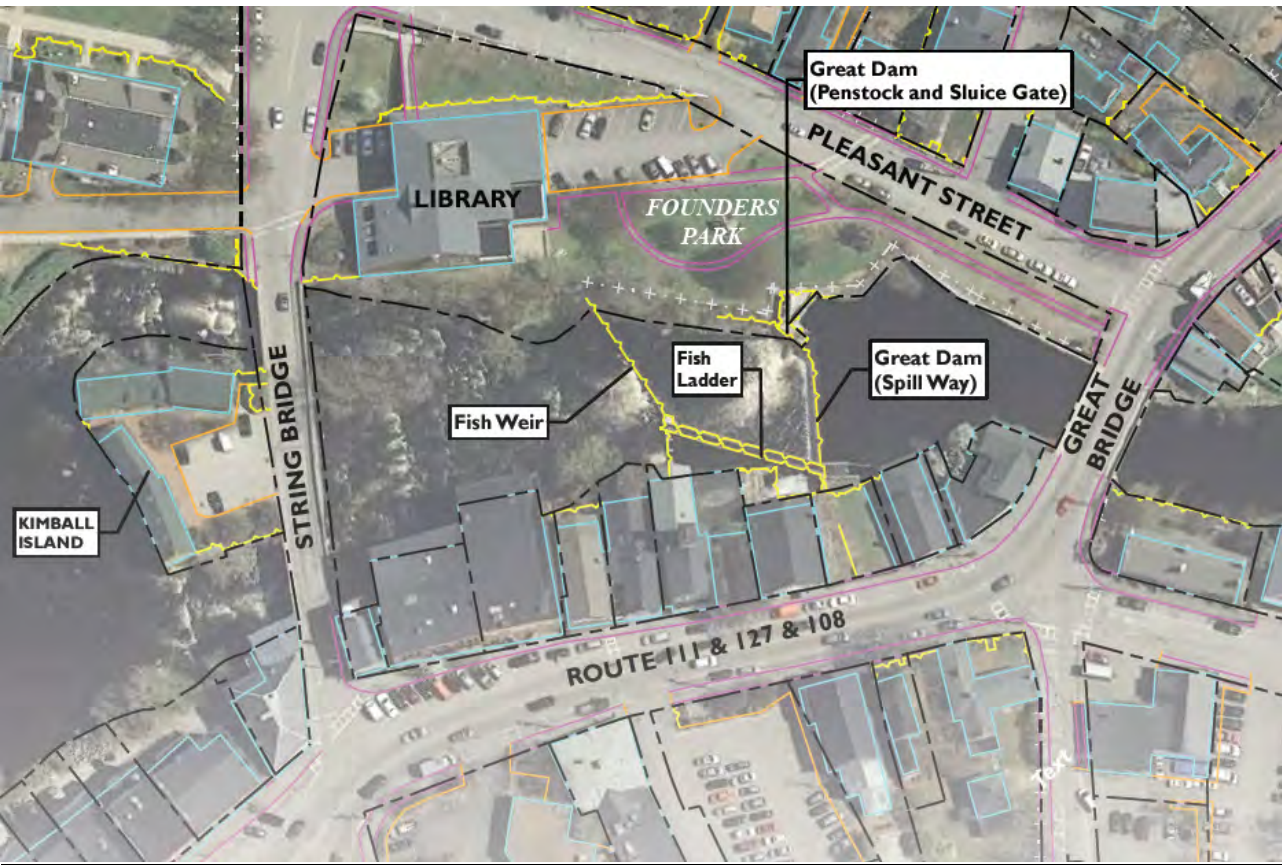 Great Dam
(Penstock and Sluice Gate)
PLEASANT STREET
LIBRARY
FOUNDERS
PARK
Fish
Ladder
Great Dam
(Spill Way)
Fish Weir
STRING BRIDGE
GREAT
BRIDGE
KIMBALL
ISLAND
ROUTE 111 & 127 & 108
Text